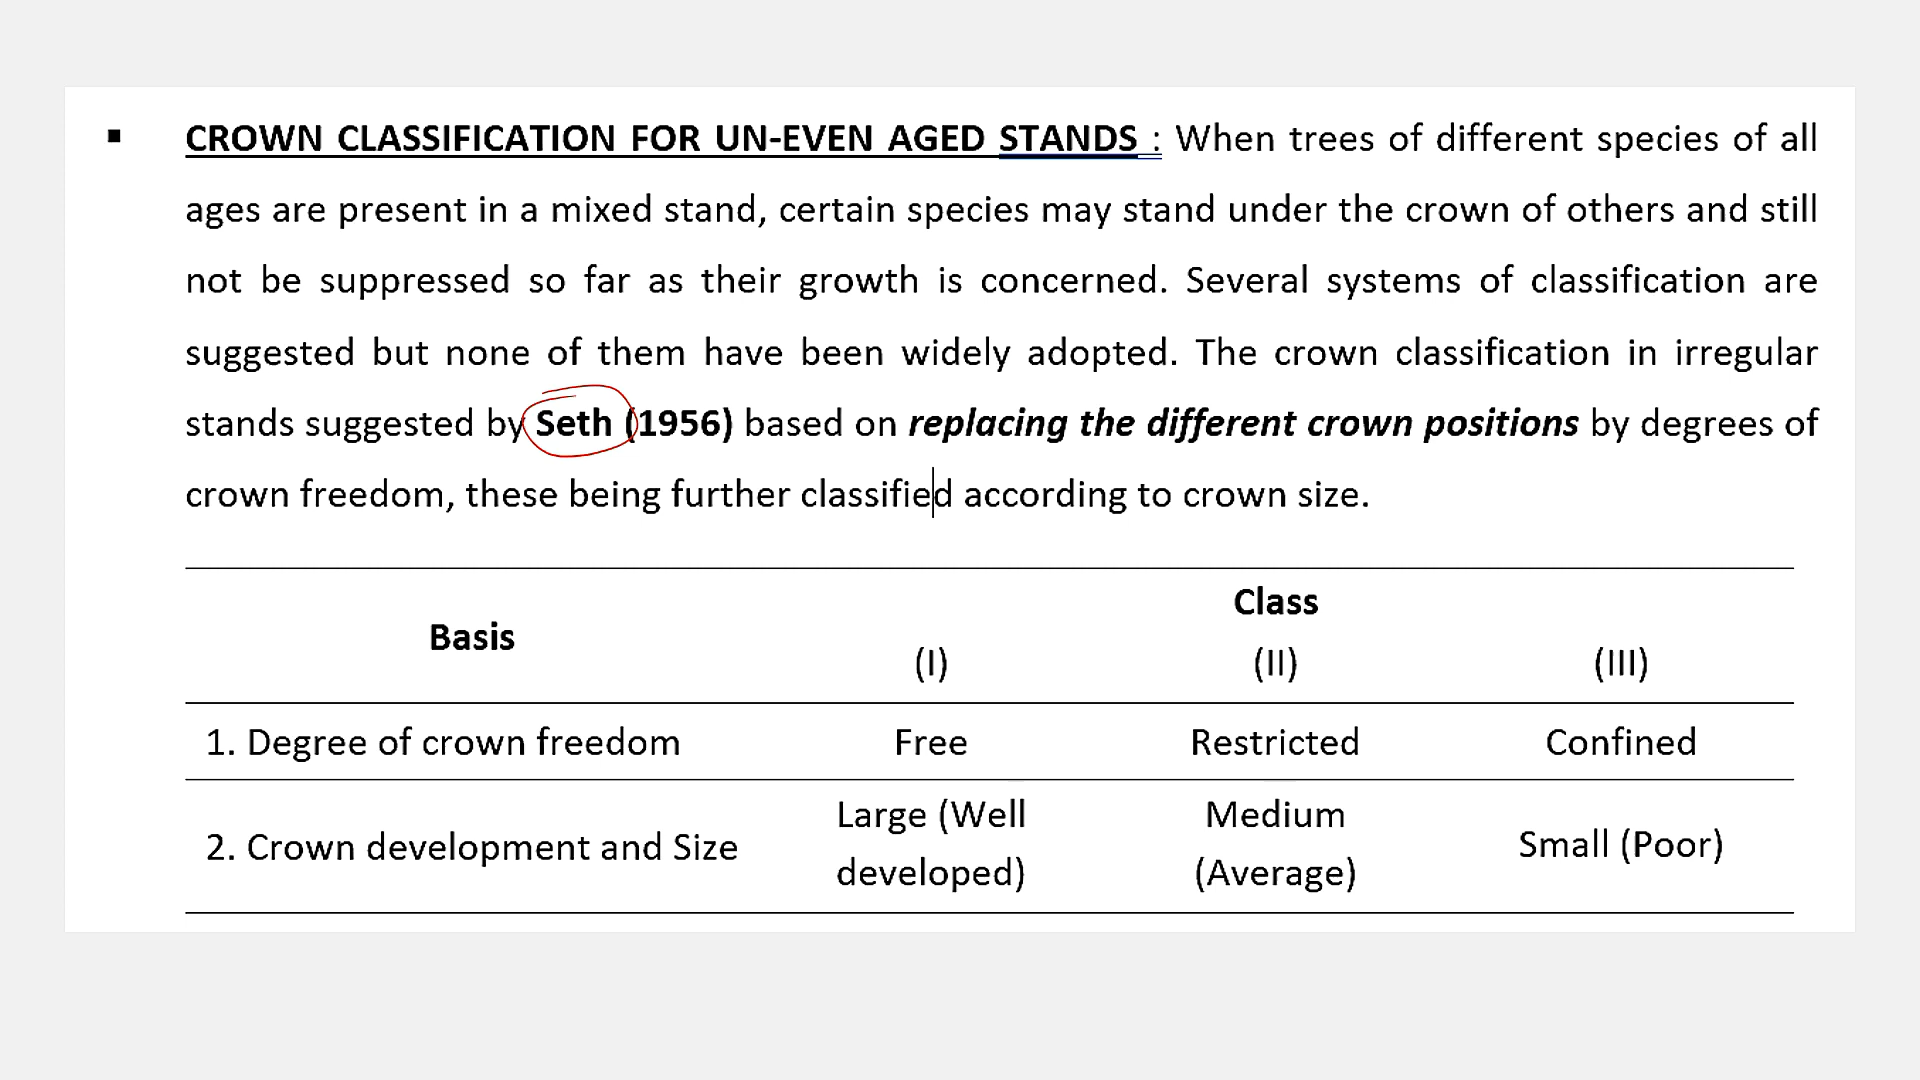 ▪ CROWN CLASSIFICATION FOR UN-EVEN AGED STANDS : When trees of different species of all
ages are present in a mixed stand, certain species may stand under the crown of others and still
not be suppressed so far as their growth is concerned. Several systems of classification are
suggested but none of them have been widely adopted. The crown classification in irregular
stands suggested by Seth (1956) based on replacing the different crown positions by degrees of
crown freedom, these being further classified according to crown size.
Basis Class
(I) (II) (III)
1. Degree of crown freedom Free Restricted Confined
2. Crown development and Size Large (Well developed) Medium (Average) Small (Poor)